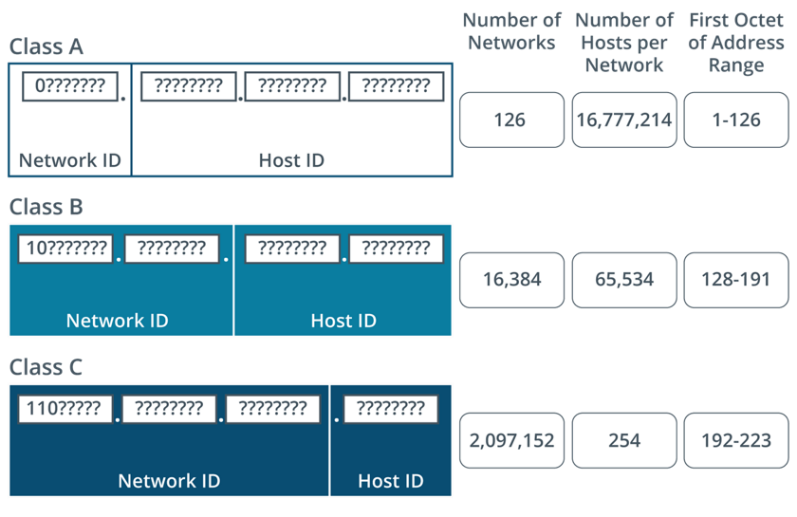 Number of Networks
Number of Hosts per Network
First Octet of Address Range
Class A
0???????.????????.????????.????????
Network ID
Host ID
126
16,777,214
1-126
Class B
10???????.????????.????????.????????
Network ID
Host ID
16,384
65,534
128-191
Class C
110?????.????????.????????.????????
Network ID
Host ID
2,097,152
254
192-223